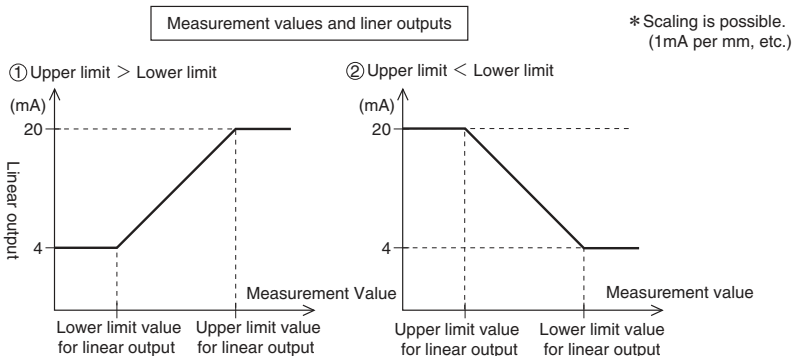 Measurement values and liner outputs
＊Scaling is possible.
(1mA per mm, etc.)
①Upper limit ＞ Lower limit
(mA)
20
4
Linear output
Measurement Value
Lower limit value
for linear output
Upper limit value
for linear output
②Upper limit ＜ Lower limit
(mA)
20
4
Measurement value
Upper limit value
for linear output
Lower limit value
for linear output